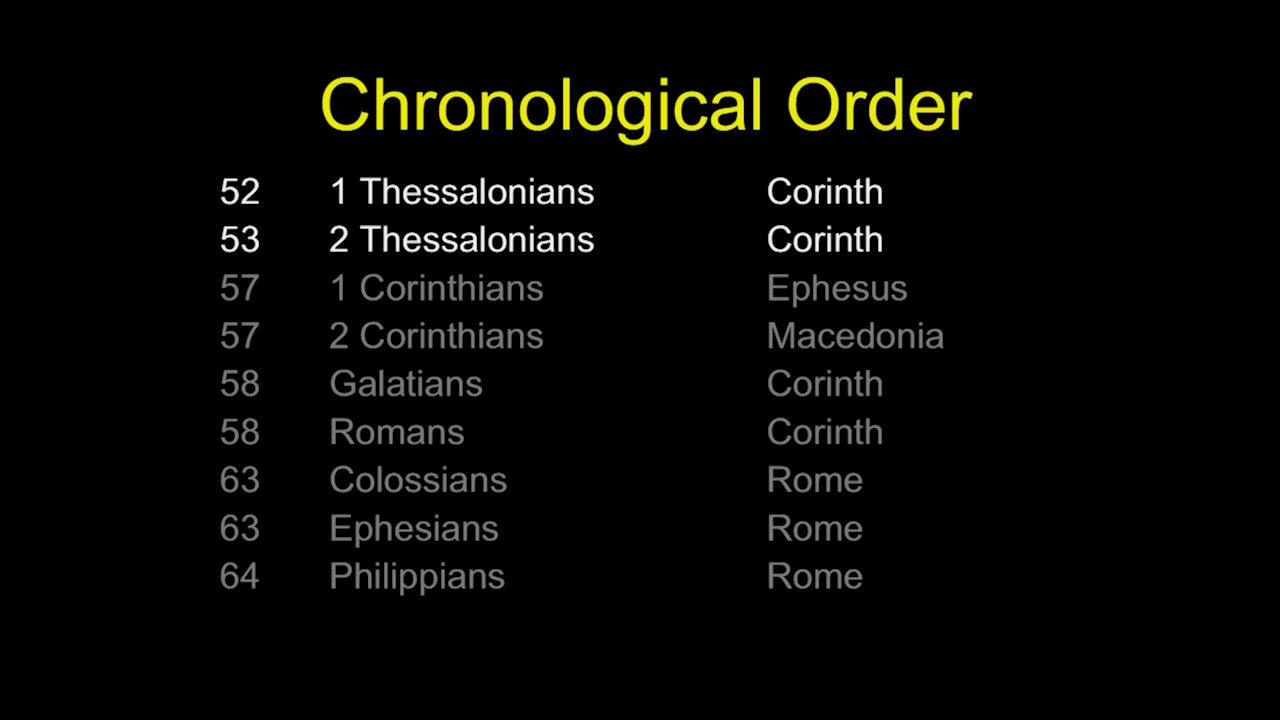 Chronological Order
52 1 Thessalonians Corinth
53 2 Thessalonians Corinth
57 1 Corinthians Ephesus
57 2 Corinthians Macedonia
58 Galatians Corinth
58 Romans Corinth
63 Colossians Rome
63 Ephesians Rome
64 Philippians Rome